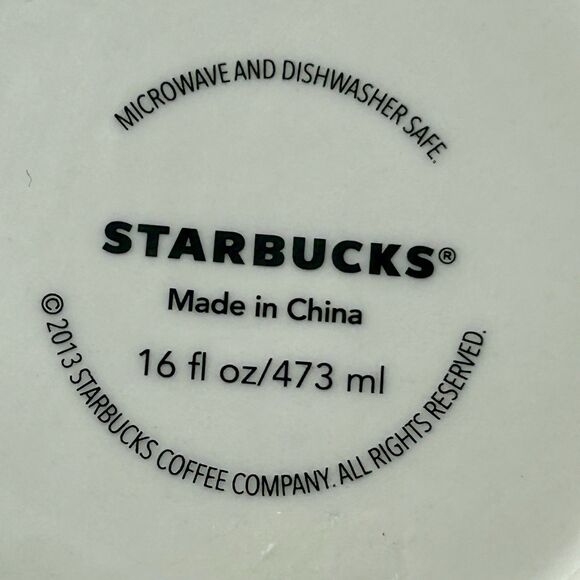 MICROWAVE AND DISHWASHER SAFE.
STARBUCKS®
Made in China
16 fl oz/473 ml
© 2013 STARBUCKS COFFEE COMPANY. ALL RIGHTS RESERVED.